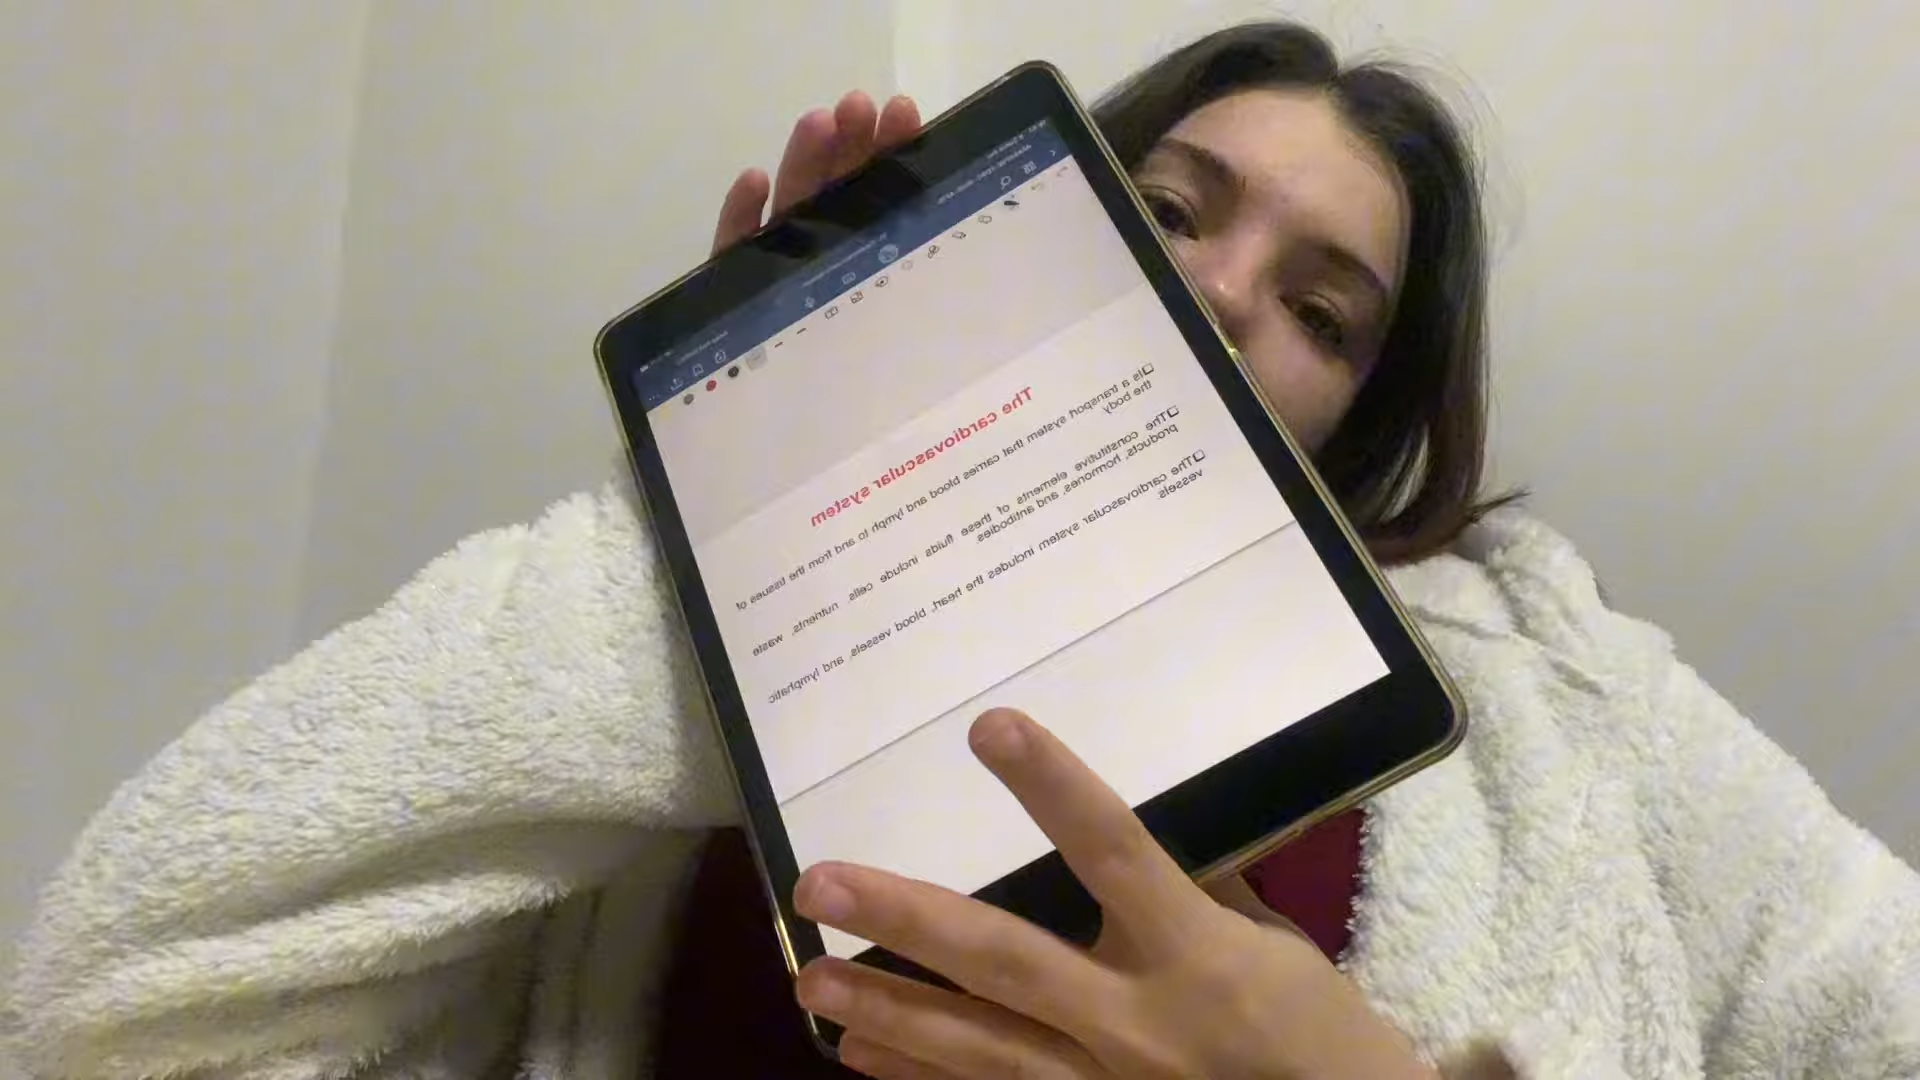 The cardiovascular system
❑Is a transport system that carries blood and lymph to and from the tissues of
the body
❑The constitutive elements of these fluids include cells, nutrients, waste
products, hormones, and antibodies
❑The cardiovascular system includes the heart, blood vessels, and lymphatic
vessels